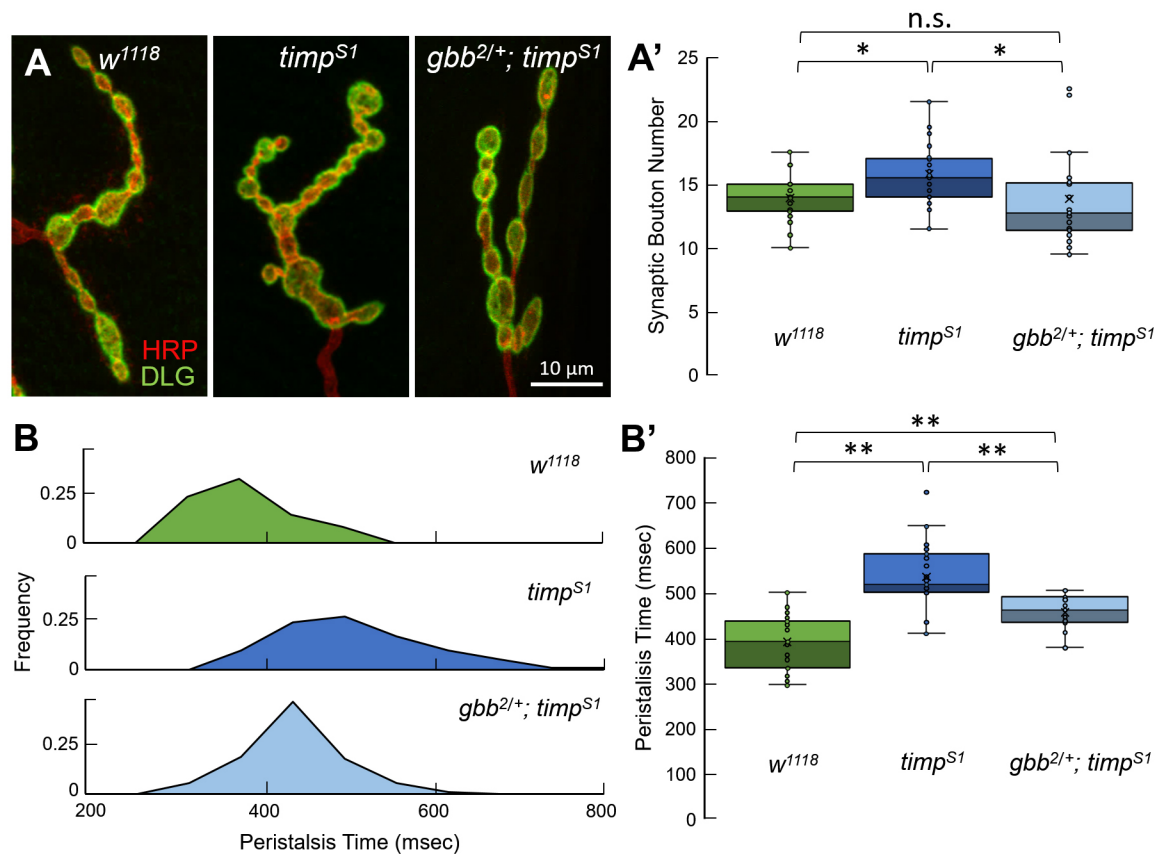 A
w1118
timpS1
gbb2/+; timpS1
HRP
DLG
10 µm
A'
n.s.
* *
Synaptic Bouton Number
25
20
15
10
5
0
w1118 timpS1 gbb2/+; timpS1
B
Frequency
w1118
0.25
0
timpS1
0.25
0
gbb2/+; timpS1
0.25
0
200 400 600 800
Peristalsis Time (msec)
B'
**
** **
Peristalisis Time (msec)
800
700
600
500
400
300
200
100
0
w1118 timpS1 gbb2/+; timpS1